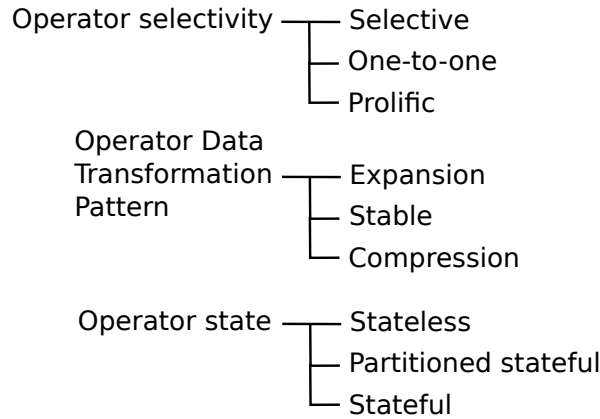 Operator selectivity
Selective
One-to-one
Prolific
Operator Data
Transformation
Pattern
Expansion
Stable
Compression
Operator state
Stateless
Partitioned stateful
Stateful